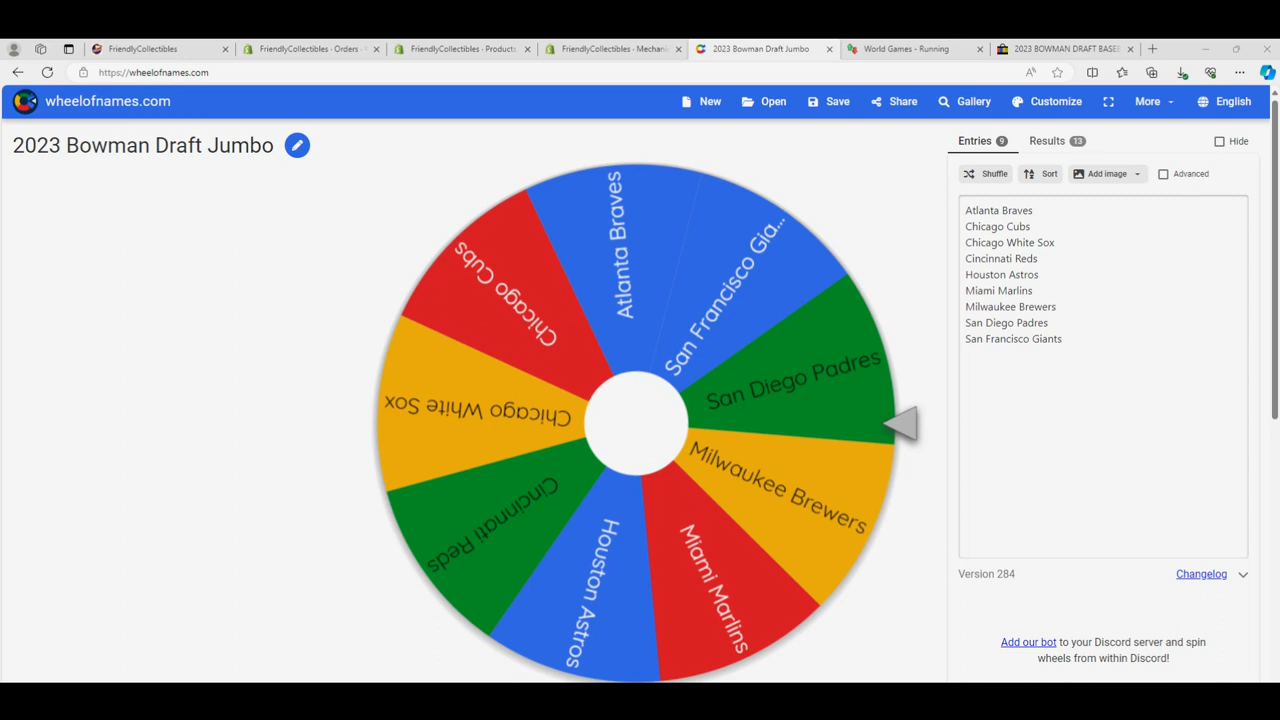 FriendlyCollectibles
FriendlyCollectibles · Orders ·
FriendlyCollectibles · Products
FriendlyCollectibles · Mechani
2023 Bowman Draft Jumbo
World Games - Running
2023 BOWMAN DRAFT BASEB
https://wheelofnames.com
wheelofnames.com
New
Open
Save
Share
Gallery
Customize
More
English
2023 Bowman Draft Jumbo
Entries 9
Results 13
Hide
Shuffle
Sort
Add image
Advanced
Atlanta Braves
Chicago Cubs
Chicago White Sox
Cincinnati Reds
Houston Astros
Miami Marlins
Milwaukee Brewers
San Diego Padres
San Francisco Giants
Atlanta Braves
San Francisco Gia...
San Diego Padres
Milwaukee Brewers
Miami Marlins
Houston Astros
Cincinnati Reds
Chicago White Sox
Chicago Cubs
Version 284
Changelog
Add our bot to your Discord server and spin
wheels from within Discord!